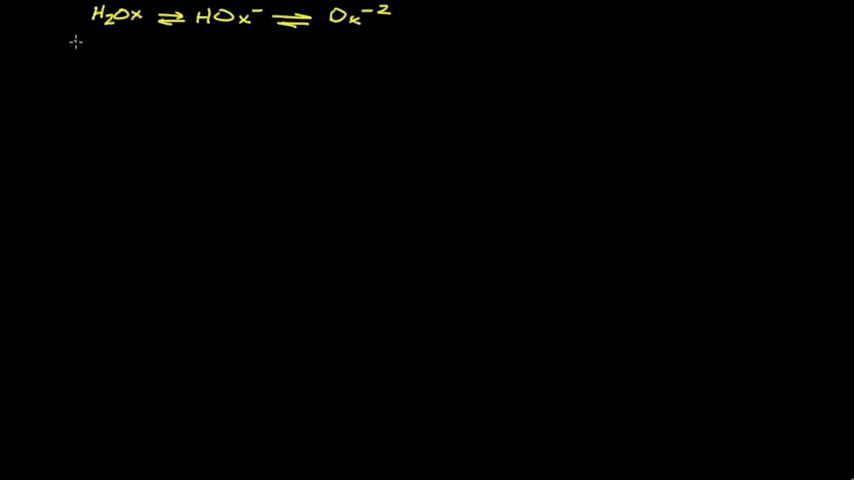 H₂Ox ⇌ HOx⁻ ⇌ Ox⁻²